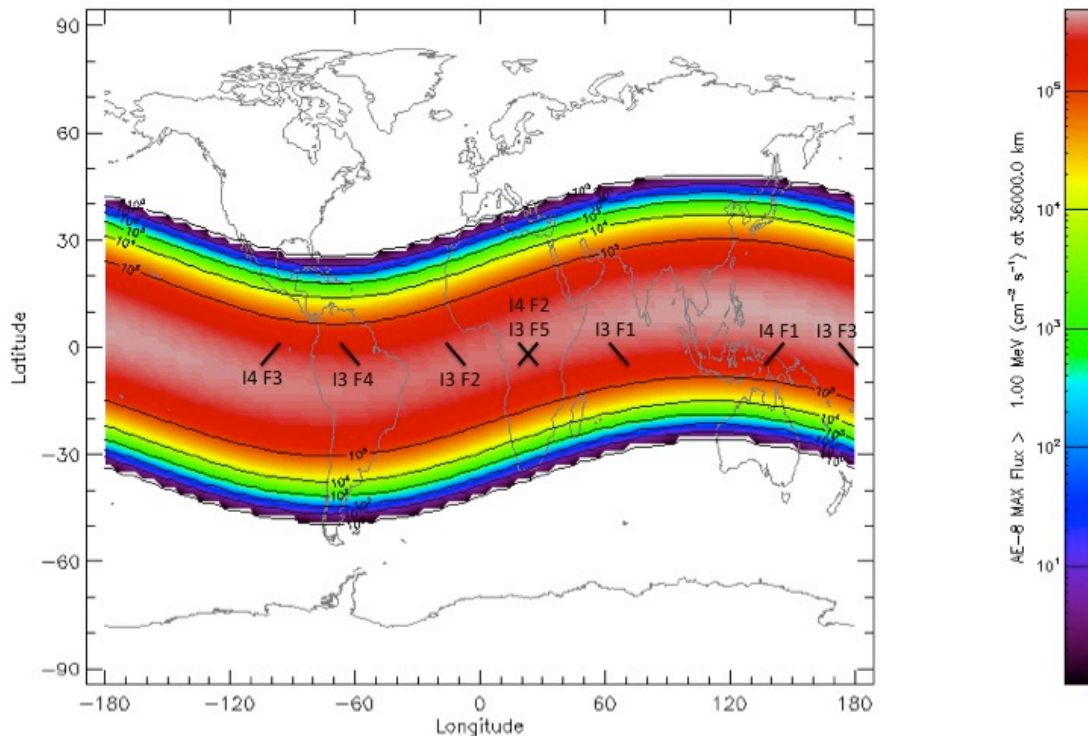 90
60
30
0
−30
−60
−90
Latitude
−180
−120
−60
0
60
120
180
Longitude
I4 F2
I4 F3
I3 F4
I3 F2
I3 F5
I3 F1
I4 F1
I3 F3
10⁵
10⁴
10³
10²
10¹
AE−8 MAX Flux > 1.00 MeV (cm⁻² s⁻¹) at 36000.0 km